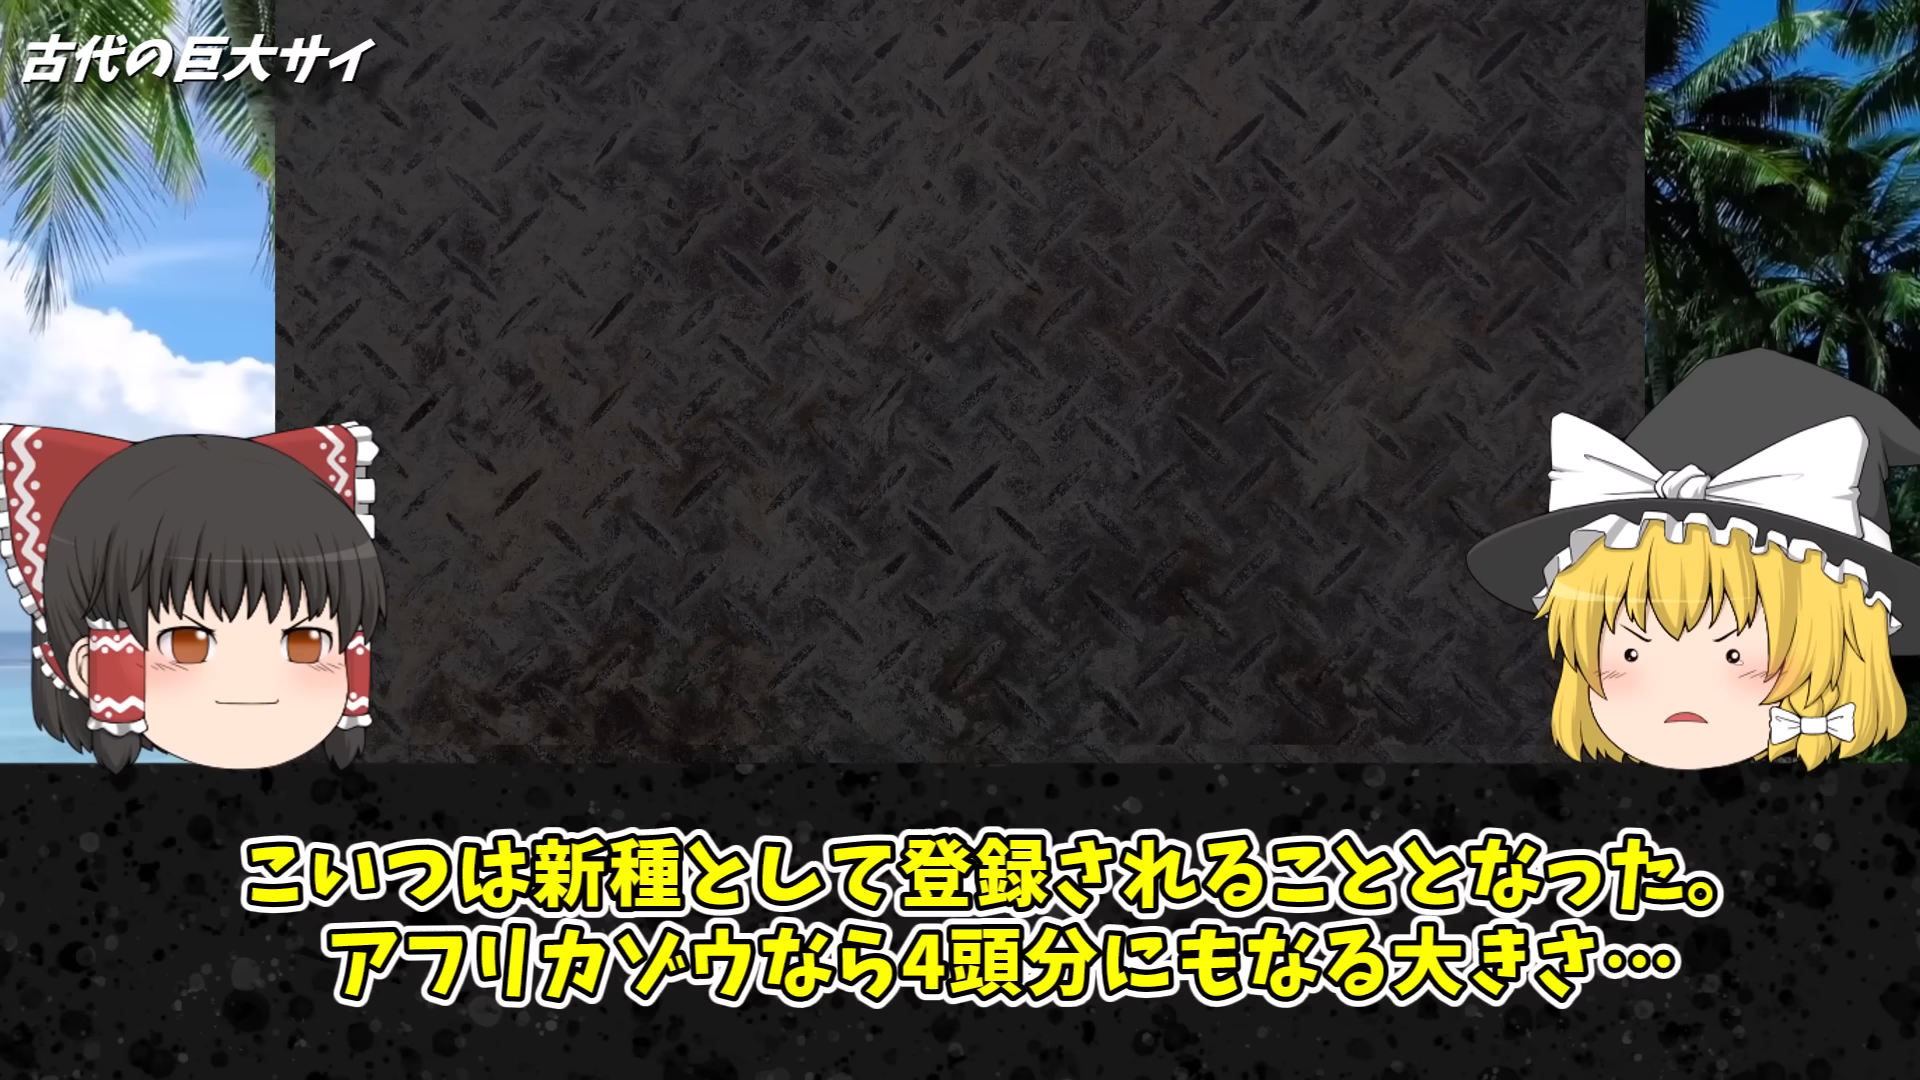 古代の巨大サイ
こいつは新種として登録されることとなった。
アフリカゾウなら4頭分にもなる大きさ…